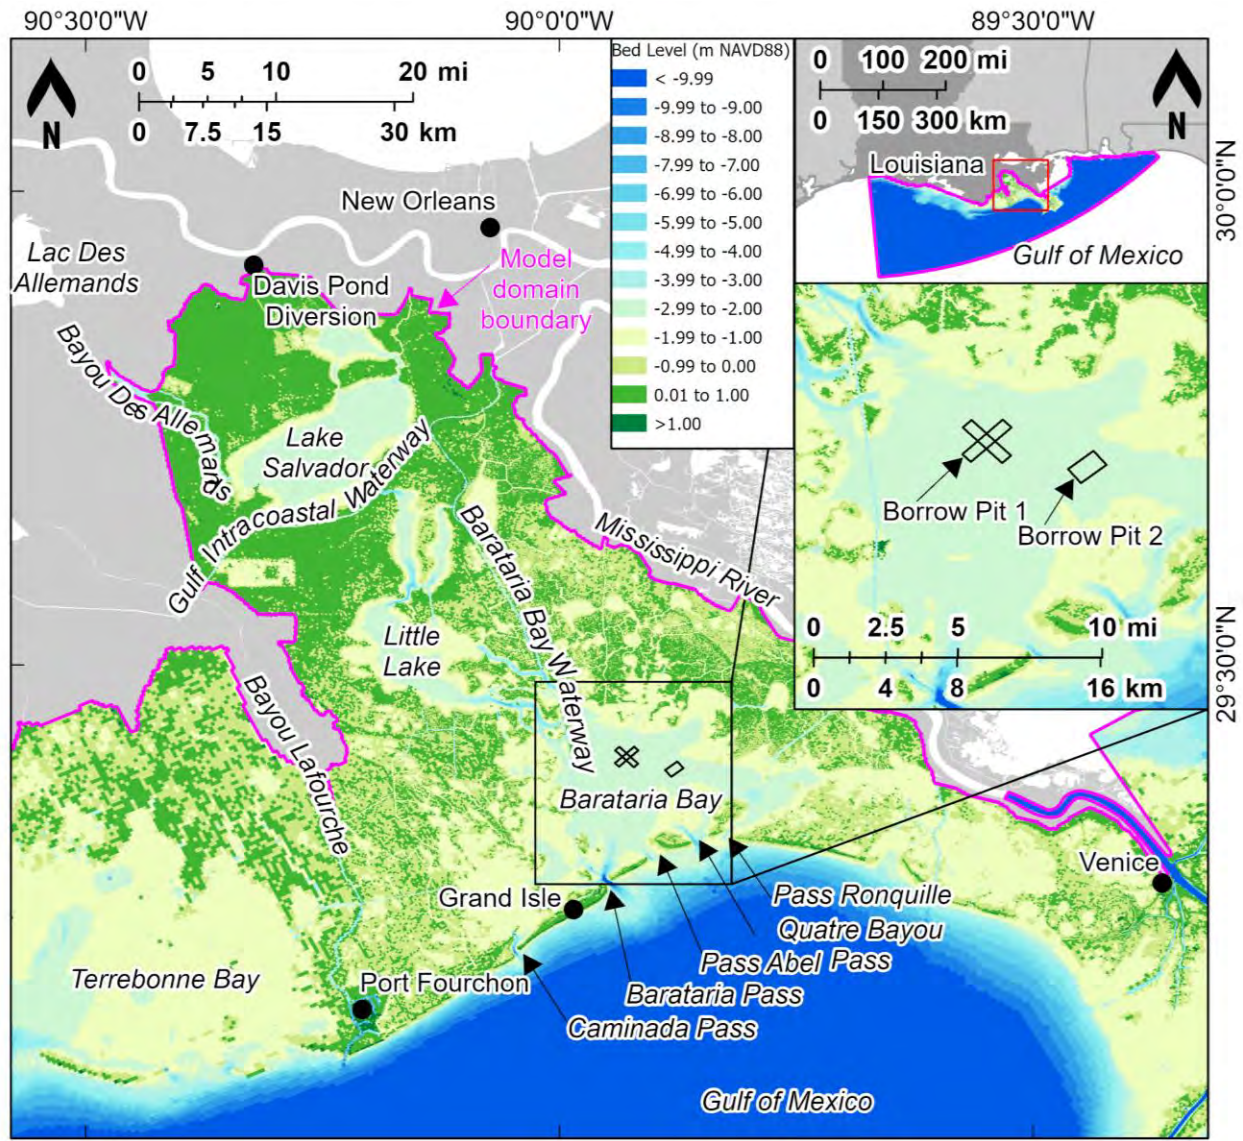 90°30'0"W
90°0'0"W
89°30'0"W
0 5 10 20 mi
0 7.5 15 30 km
N
Bed Level (m NAVD88)
< -9.99
-9.99 to -9.00
-8.99 to -8.00
-7.99 to -7.00
-6.99 to -6.00
-5.99 to -5.00
-4.99 to -4.00
-3.99 to -3.00
-2.99 to -2.00
-1.99 to -1.00
-0.99 to 0.00
0.01 to 1.00
>1.00
0 100 200 mi
0 150 300 km
N
Louisiana
Gulf of Mexico
30°0'0"N
29°30'0"N
New Orleans
Lac Des
Allemands
Davis Pond
Diversion
Model
domain
boundary
Bayou Des Allemands
Lake
Salvador
Gulf Intracoastal Waterway
Barataria Bay Waterway
Mississippi River
Borrow Pit 1
Borrow Pit 2
0 2.5 5 10 mi
0 4 8 16 km
Little
Lake
Bayou Lafourche
Barataria Bay
Venice
Grand Isle
Pass Ronquille
Quatre Bayou
Pass Abel Pass
Barataria Pass
Caminada Pass
Terrebonne Bay
Port Fourchon
Gulf of Mexico